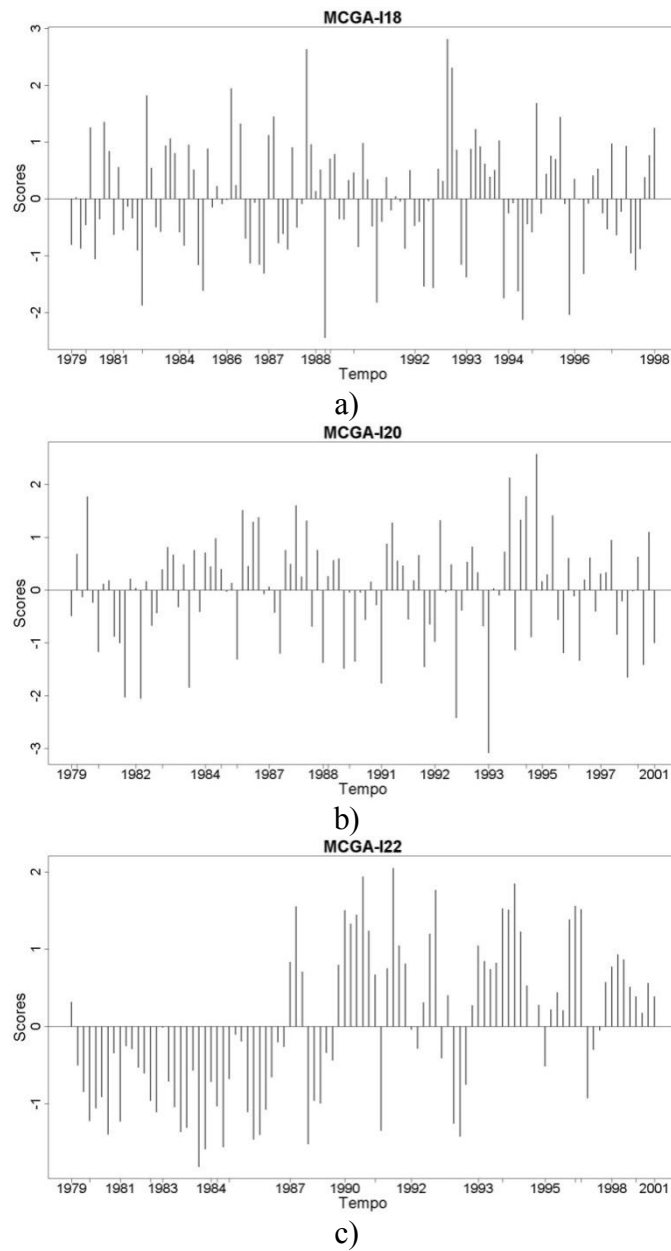 MCGA-I18
3
2
1
0
-1
-2
Scores
1979 1981 1984 1986 1987 1988 1992 1993 1994 1996 1998
Tempo
a)
MCGA-I20
2
1
0
-1
-2
-3
Scores
1979 1982 1984 1987 1988 1991 1992 1993 1995 1997 2001
Tempo
b)
MCGA-I22
2
1
0
-1
Scores
1979 1981 1983 1984 1987 1990 1992 1993 1995 1998 2001
Tempo
c)